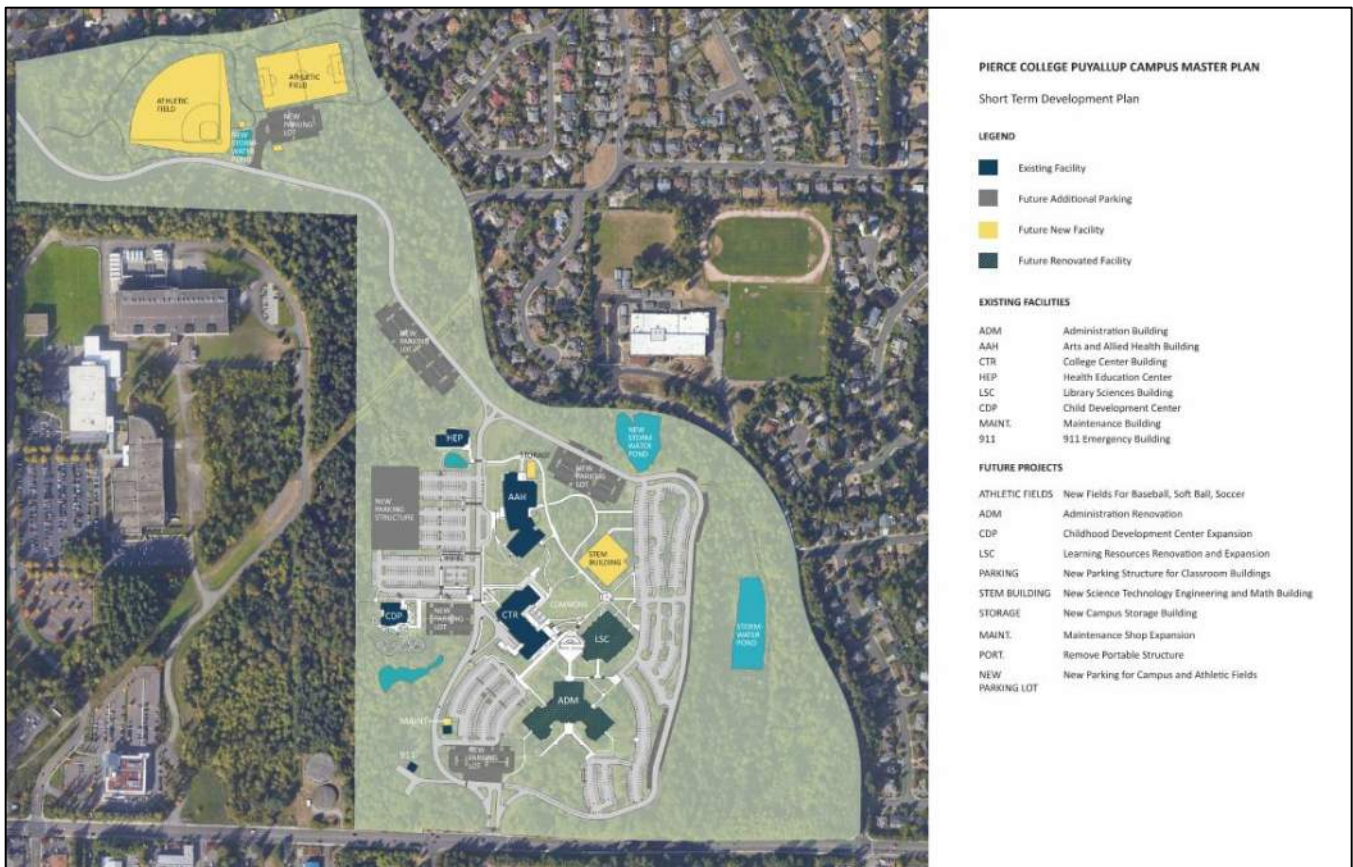 PIERCE COLLEGE PUYALLUP CAMPUS MASTER PLAN
Short Term Development Plan
LEGEND
Existing Facility
Future Additional Parking
Future New Facility
Future Renovated Facility
EXISTING FACILITIES
ADM Administration Building
AAH Arts and Allied Health Building
CTR College Center Building
HEP Health Education Center
LSC Library Sciences Building
CDP Child Development Center
MAINT. Maintenance Building
911 911 Emergency Building
FUTURE PROJECTS
ATHLETIC FIELDS New Fields For Baseball, Soft Ball, Soccer
ADM Administration Renovation
CDP Childhood Development Center Expansion
LSC Learning Resources Renovation and Expansion
PARKING New Parking Structure for Classroom Buildings
STEM BUILDING New Science Technology Engineering and Math Building
STORAGE New Campus Storage Building
MAINT. Maintenance Shop Expansion
PORT. Remove Portable Structure
NEW New Parking for Campus and Athletic Fields
PARKING LOT
ATHLETIC
FIELD
ATHLETIC
FIELD
NEW
PARKING
LOT
NEW
STORM
WATER
POND
NEW
PARKING
LOT
HEP
STORAGE
NEW
PARKING
LOT
NEW
STORM
WATER
POND
AAH
NEW
PARKING
STRUCTURE
STEM
BUILDING
CDP
NEW
PARKING
LOT
CTR
COMMONS
LSC
STORM
WATER
POND
ADM
MAINT
911
NEW
PARKING
LOT